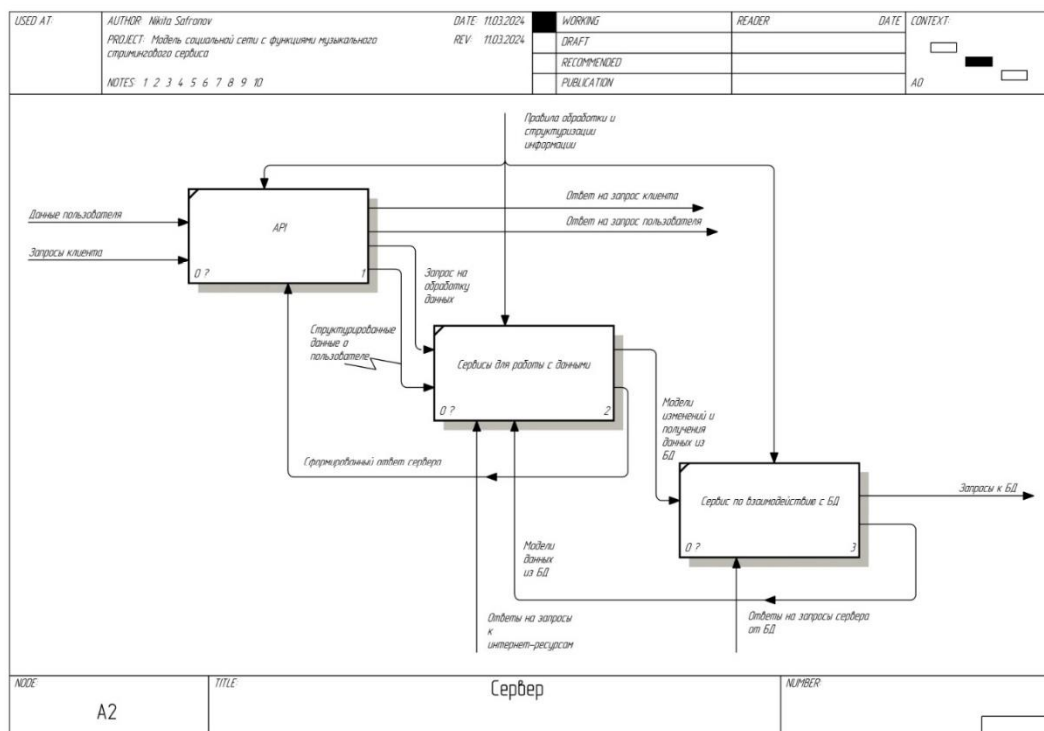 USED AT:
AUTHOR: Nikita Safronov
DATE: 11.03.2024
PROJECT: Модель социальной сети с функциями музыкального
стримингового сервиса
REV: 11.03.2024
NOTES: 1 2 3 4 5 6 7 8 9 10
WORKING
DRAFT
RECOMMENDED
PUBLICATION
READER
DATE
CONTEXT:
A0
Правила обработки и
структуризации
информации
Данные пользователя
Запросы клиента
API
0 ?
1
Ответ на запрос клиента
Ответ на запрос пользователя
Запрос на
обработку
данных
Структурированные
данные о
пользователе
Сервисы для работы с данными
0 ?
2
Сформированный ответ сервера
Модели
изменений и
получения
данных из
БД
Сервис по взаимодействие с БД
0 ?
3
Запросы к БД
Модели
данных
из БД
Ответы на запросы
к
интернет-ресурсам
Ответы на запросы сервера
от БД
NODE:
A2
TITLE:
Сервер
NUMBER: